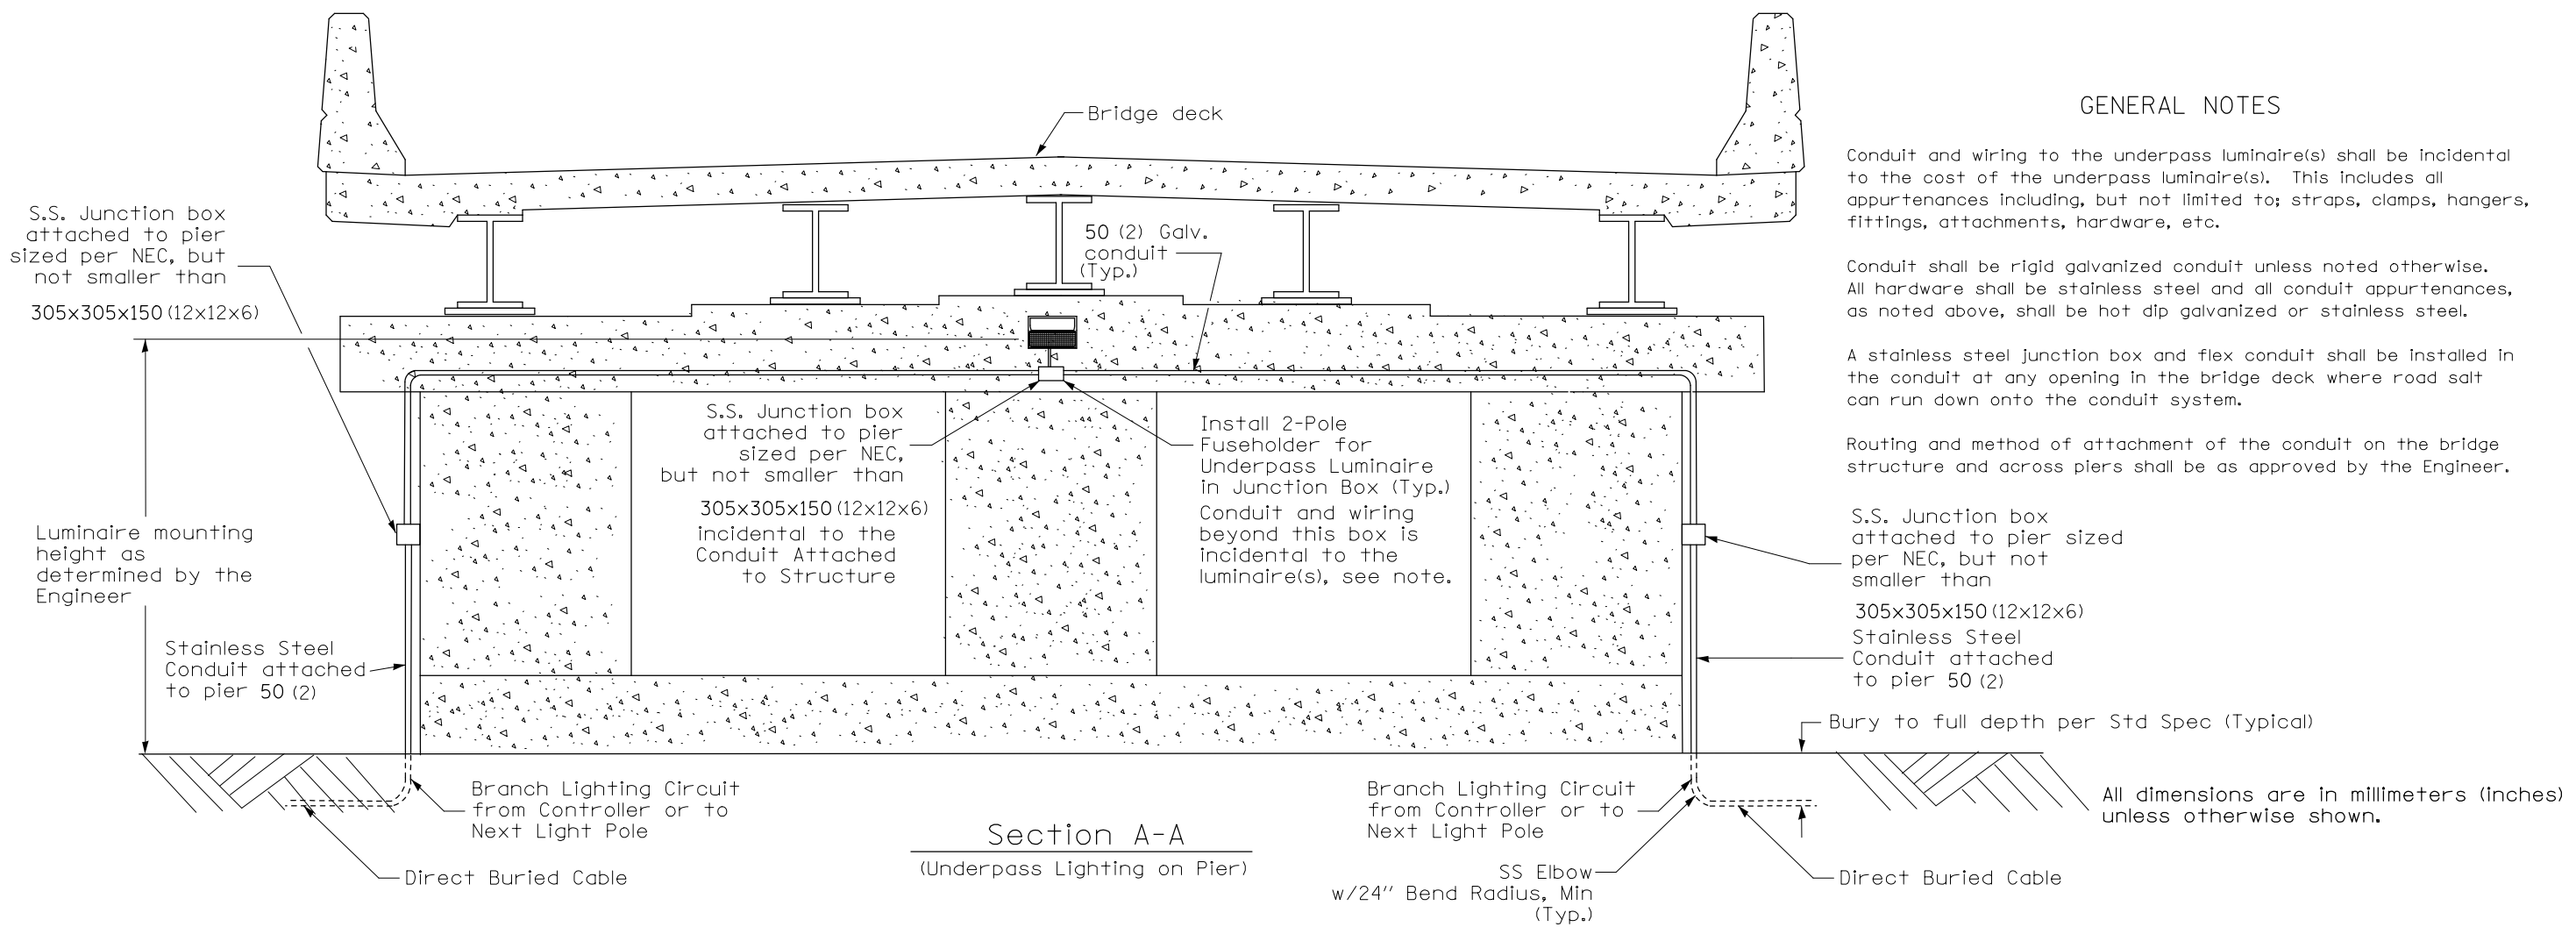 Bridge deck
GENERAL NOTES
Conduit and wiring to the underpass luminaire(s) shall be incidental
to the cost of the underpass luminaire(s). This includes all
appurtenances including, but not limited to; straps, clamps, hangers,
fittings, attachments, hardware, etc.
Conduit shall be rigid galvanized conduit unless noted otherwise.
All hardware shall be stainless steel and all conduit appurtenances,
as noted above, shall be hot dip galvanized or stainless steel.
A stainless steel junction box and flex conduit shall be installed in
the conduit at any opening in the bridge deck where road salt
can run down onto the conduit system.
Routing and method of attachment of the conduit on the bridge
structure and across piers shall be as approved by the Engineer.
S.S. Junction box
attached to pier
sized per NEC, but
not smaller than
305x305x150 (12x12x6)
50 (2) Galv.
conduit
(Typ.)
S.S. Junction box
attached to pier
sized per NEC,
but not smaller than
305x305x150 (12x12x6)
incidental to the
Conduit Attached
to Structure
Install 2-Pole
Fuseholder for
Underpass Luminaire
in Junction Box (Typ.)
Conduit and wiring
beyond this box is
incidental to the
luminaire(s), see note.
Luminaire mounting
height as
determined by the
Engineer
S.S. Junction box
attached to pier sized
per NEC, but not
smaller than
305x305x150 (12x12x6)
Stainless Steel
Conduit attached
to pier 50 (2)
Stainless Steel
Conduit attached
to pier 50 (2)
Bury to full depth per Std Spec (Typical)
Branch Lighting Circuit
from Controller or to
Next Light Pole
Branch Lighting Circuit
from Controller or to
Next Light Pole
All dimensions are in millimeters (inches)
unless otherwise shown.
Section A-A
(Underpass Lighting on Pier)
Direct Buried Cable
SS Elbow
w/24" Bend Radius, Min
(Typ.)
Direct Buried Cable